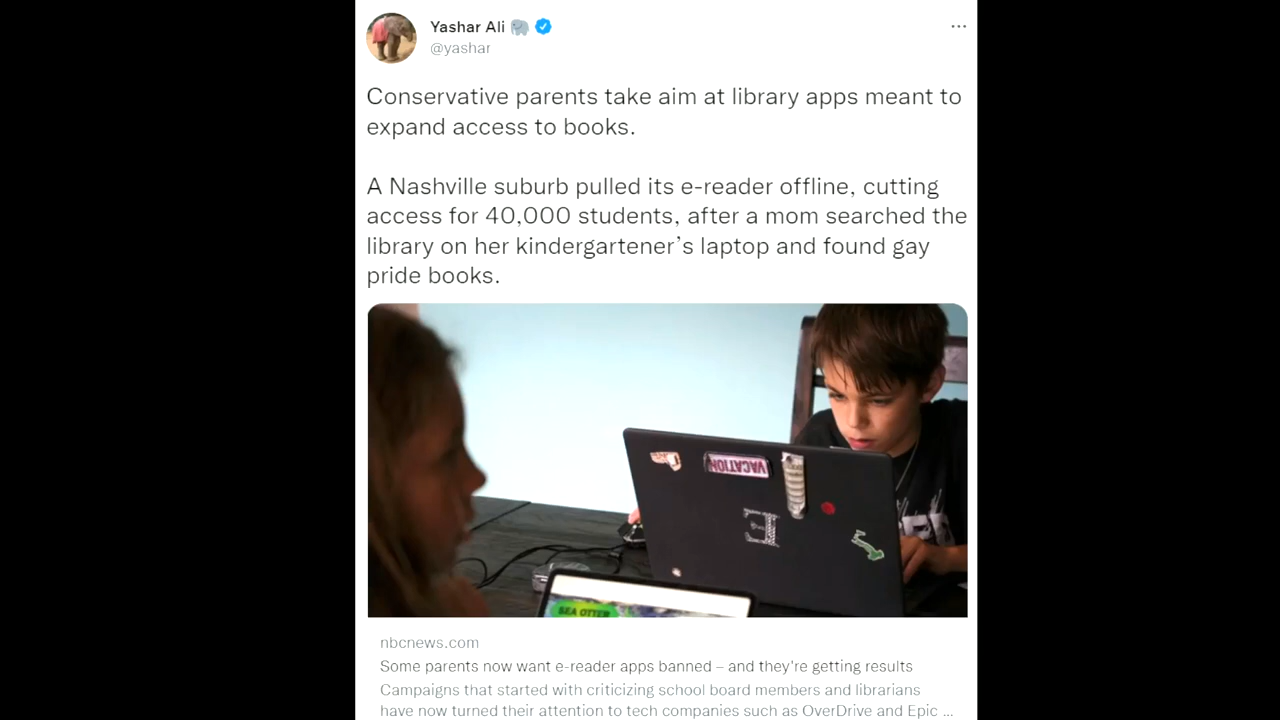 Yashar Ali 🐘
@yashar
Conservative parents take aim at library apps meant to
expand access to books.
A Nashville suburb pulled its e-reader offline, cutting
access for 40,000 students, after a mom searched the
library on her kindergartener’s laptop and found gay
pride books.
VACATION
E
SEA OTTER
nbcnews.com
Some parents now want e-reader apps banned – and they're getting results
Campaigns that started with criticizing school board members and librarians
have now turned their attention to tech companies such as OverDrive and Epic ...